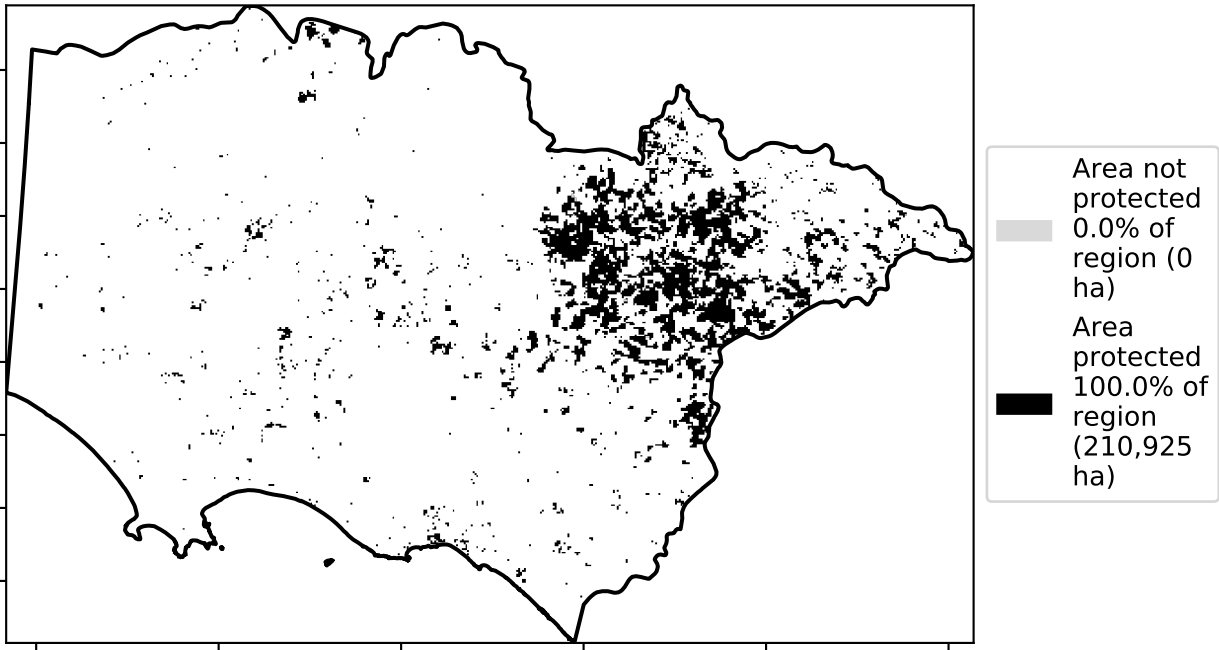 Area not
protected
0.0% of
region (0
ha)
Area
protected
100.0% of
region
(210,925
ha)